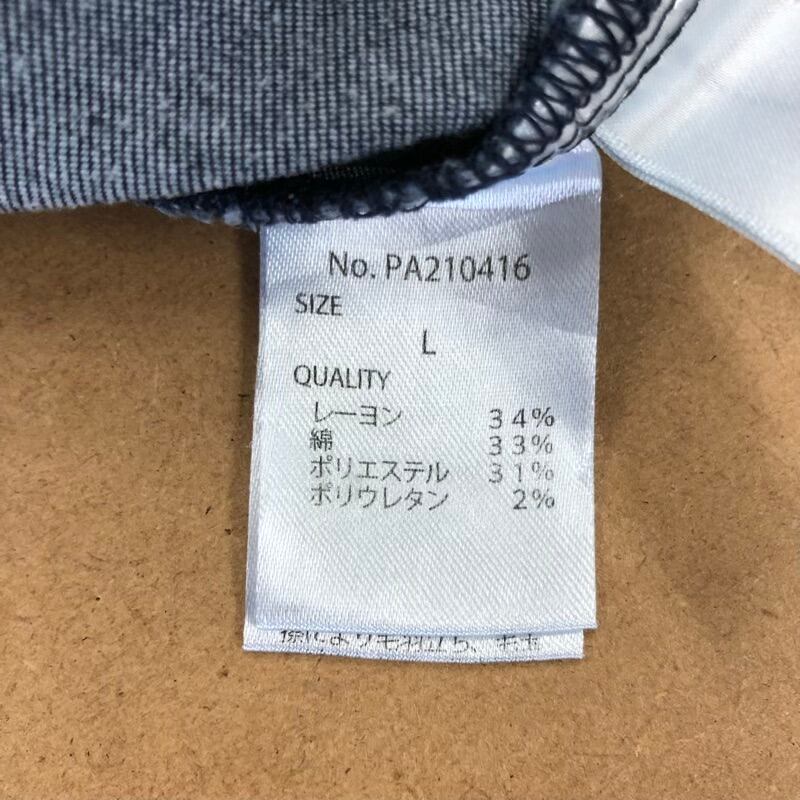 No. PA210416
SIZE
L
QUALITY
レーヨン 34%
綿 33%
ポリエステル 31%
ポリウレタン 2%